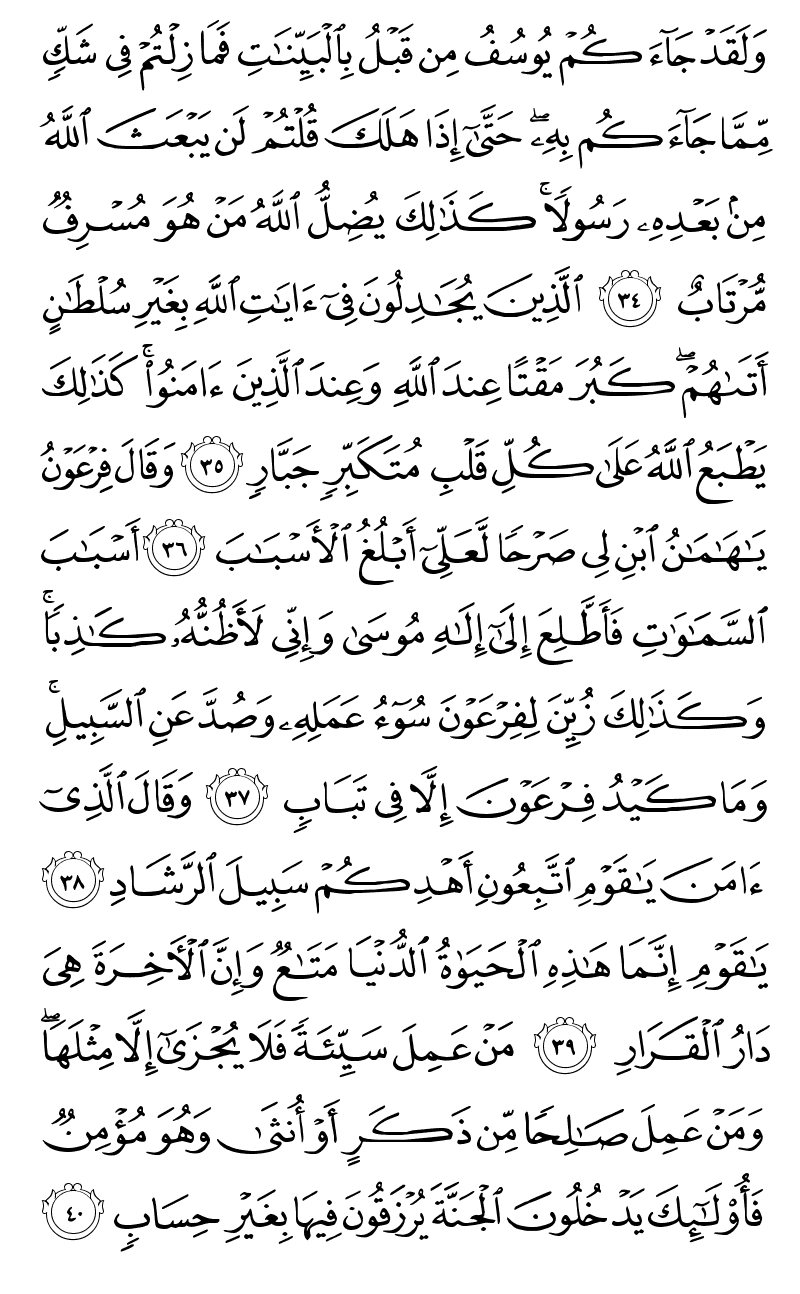 وَلَقَدۡ جَآءَكُمۡ يُوسُفُ مِن قَبۡلُ بِٱلۡبَيِّنَٰتِ فَمَا زِلۡتُمۡ فِي شَكّٖ
مِّمَّا جَآءَكُم بِهِۦۖ حَتَّىٰٓ إِذَا هَلَكَ قُلۡتُمۡ لَن يَبۡعَثَ ٱللَّهُ
مِنۢ بَعۡدِهِۦ رَسُولٗاۚ كَذَٰلِكَ يُضِلُّ ٱللَّهُ مَنۡ هُوَ مُسۡرِفٞ
مُّرۡتَابٌ ٣٤ ٱلَّذِينَ يُجَٰدِلُونَ فِيٓ ءَايَٰتِ ٱللَّهِ بِغَيۡرِ سُلۡطَٰنٍ
أَتَىٰهُمۡۖ كَبُرَ مَقۡتًا عِندَ ٱللَّهِ وَعِندَ ٱلَّذِينَ ءَامَنُواْۚ كَذَٰلِكَ
يَطۡبَعُ ٱللَّهُ عَلَىٰ كُلِّ قَلۡبِ مُتَكَبِّرٖ جَبَّارٖ ٣٥ وَقَالَ فِرۡعَوۡنُ
يَٰهَٰمَٰنُ ٱبۡنِ لِي صَرۡحٗا لَّعَلِّيٓ أَبۡلُغُ ٱلۡأَسۡبَٰبَ ٣٦ أَسۡبَٰبَ
ٱلسَّمَٰوَٰتِ فَأَطَّلِعَ إِلَىٰٓ إِلَٰهِ مُوسَىٰ وَإِنِّي لَأَظُنُّهُۥ كَٰذِبٗاۚ
وَكَذَٰلِكَ زُيِّنَ لِفِرۡعَوۡنَ سُوٓءُ عَمَلِهِۦ وَصُدَّ عَنِ ٱلسَّبِيلِۚ
وَمَا كَيۡدُ فِرۡعَوۡنَ إِلَّا فِي تَبَابٖ ٣٧ وَقَالَ ٱلَّذِيٓ
ءَامَنَ يَٰقَوۡمِ ٱتَّبِعُونِ أَهۡدِكُمۡ سَبِيلَ ٱلرَّشَادِ ٣٨
يَٰقَوۡمِ إِنَّمَا هَٰذِهِ ٱلۡحَيَوٰةُ ٱلدُّنۡيَا مَتَٰعٞ وَإِنَّ ٱلۡأٓخِرَةَ هِيَ
دَارُ ٱلۡقَرَارِ ٣٩ مَنۡ عَمِلَ سَيِّئَةٗ فَلَا يُجۡزَىٰٓ إِلَّا مِثۡلَهَاۖ
وَمَنۡ عَمِلَ صَٰلِحٗا مِّن ذَكَرٍ أَوۡ أُنثَىٰ وَهُوَ مُؤۡمِنٞ
فَأُوْلَٰٓئِكَ يَدۡخُلُونَ ٱلۡجَنَّةَ يُرۡزَقُونَ فِيهَا بِغَيۡرِ حِسَابٖ ٤٠